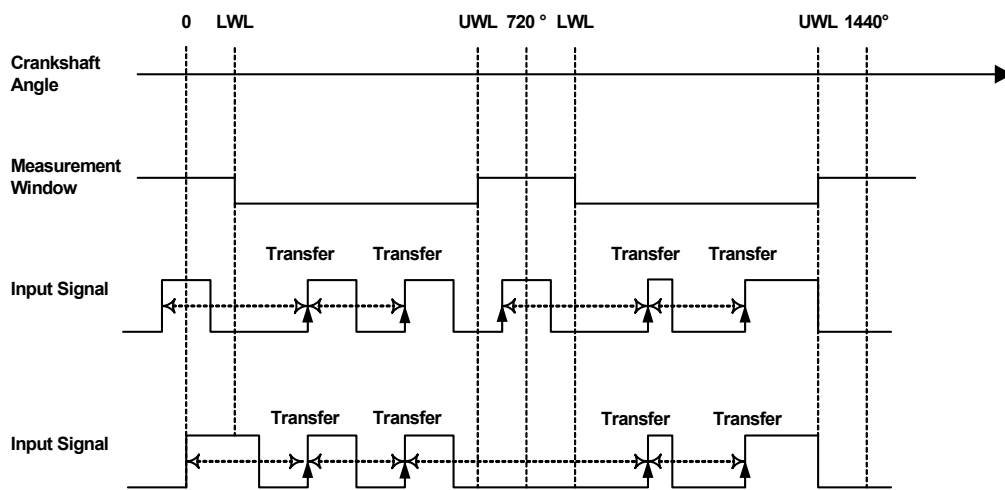 0 LWL UWL 720 ° LWL UWL 1440°
Crankshaft
Angle
Measurement
Window
Transfer Transfer Transfer Transfer
Input Signal
Transfer Transfer Transfer Transfer
Input Signal